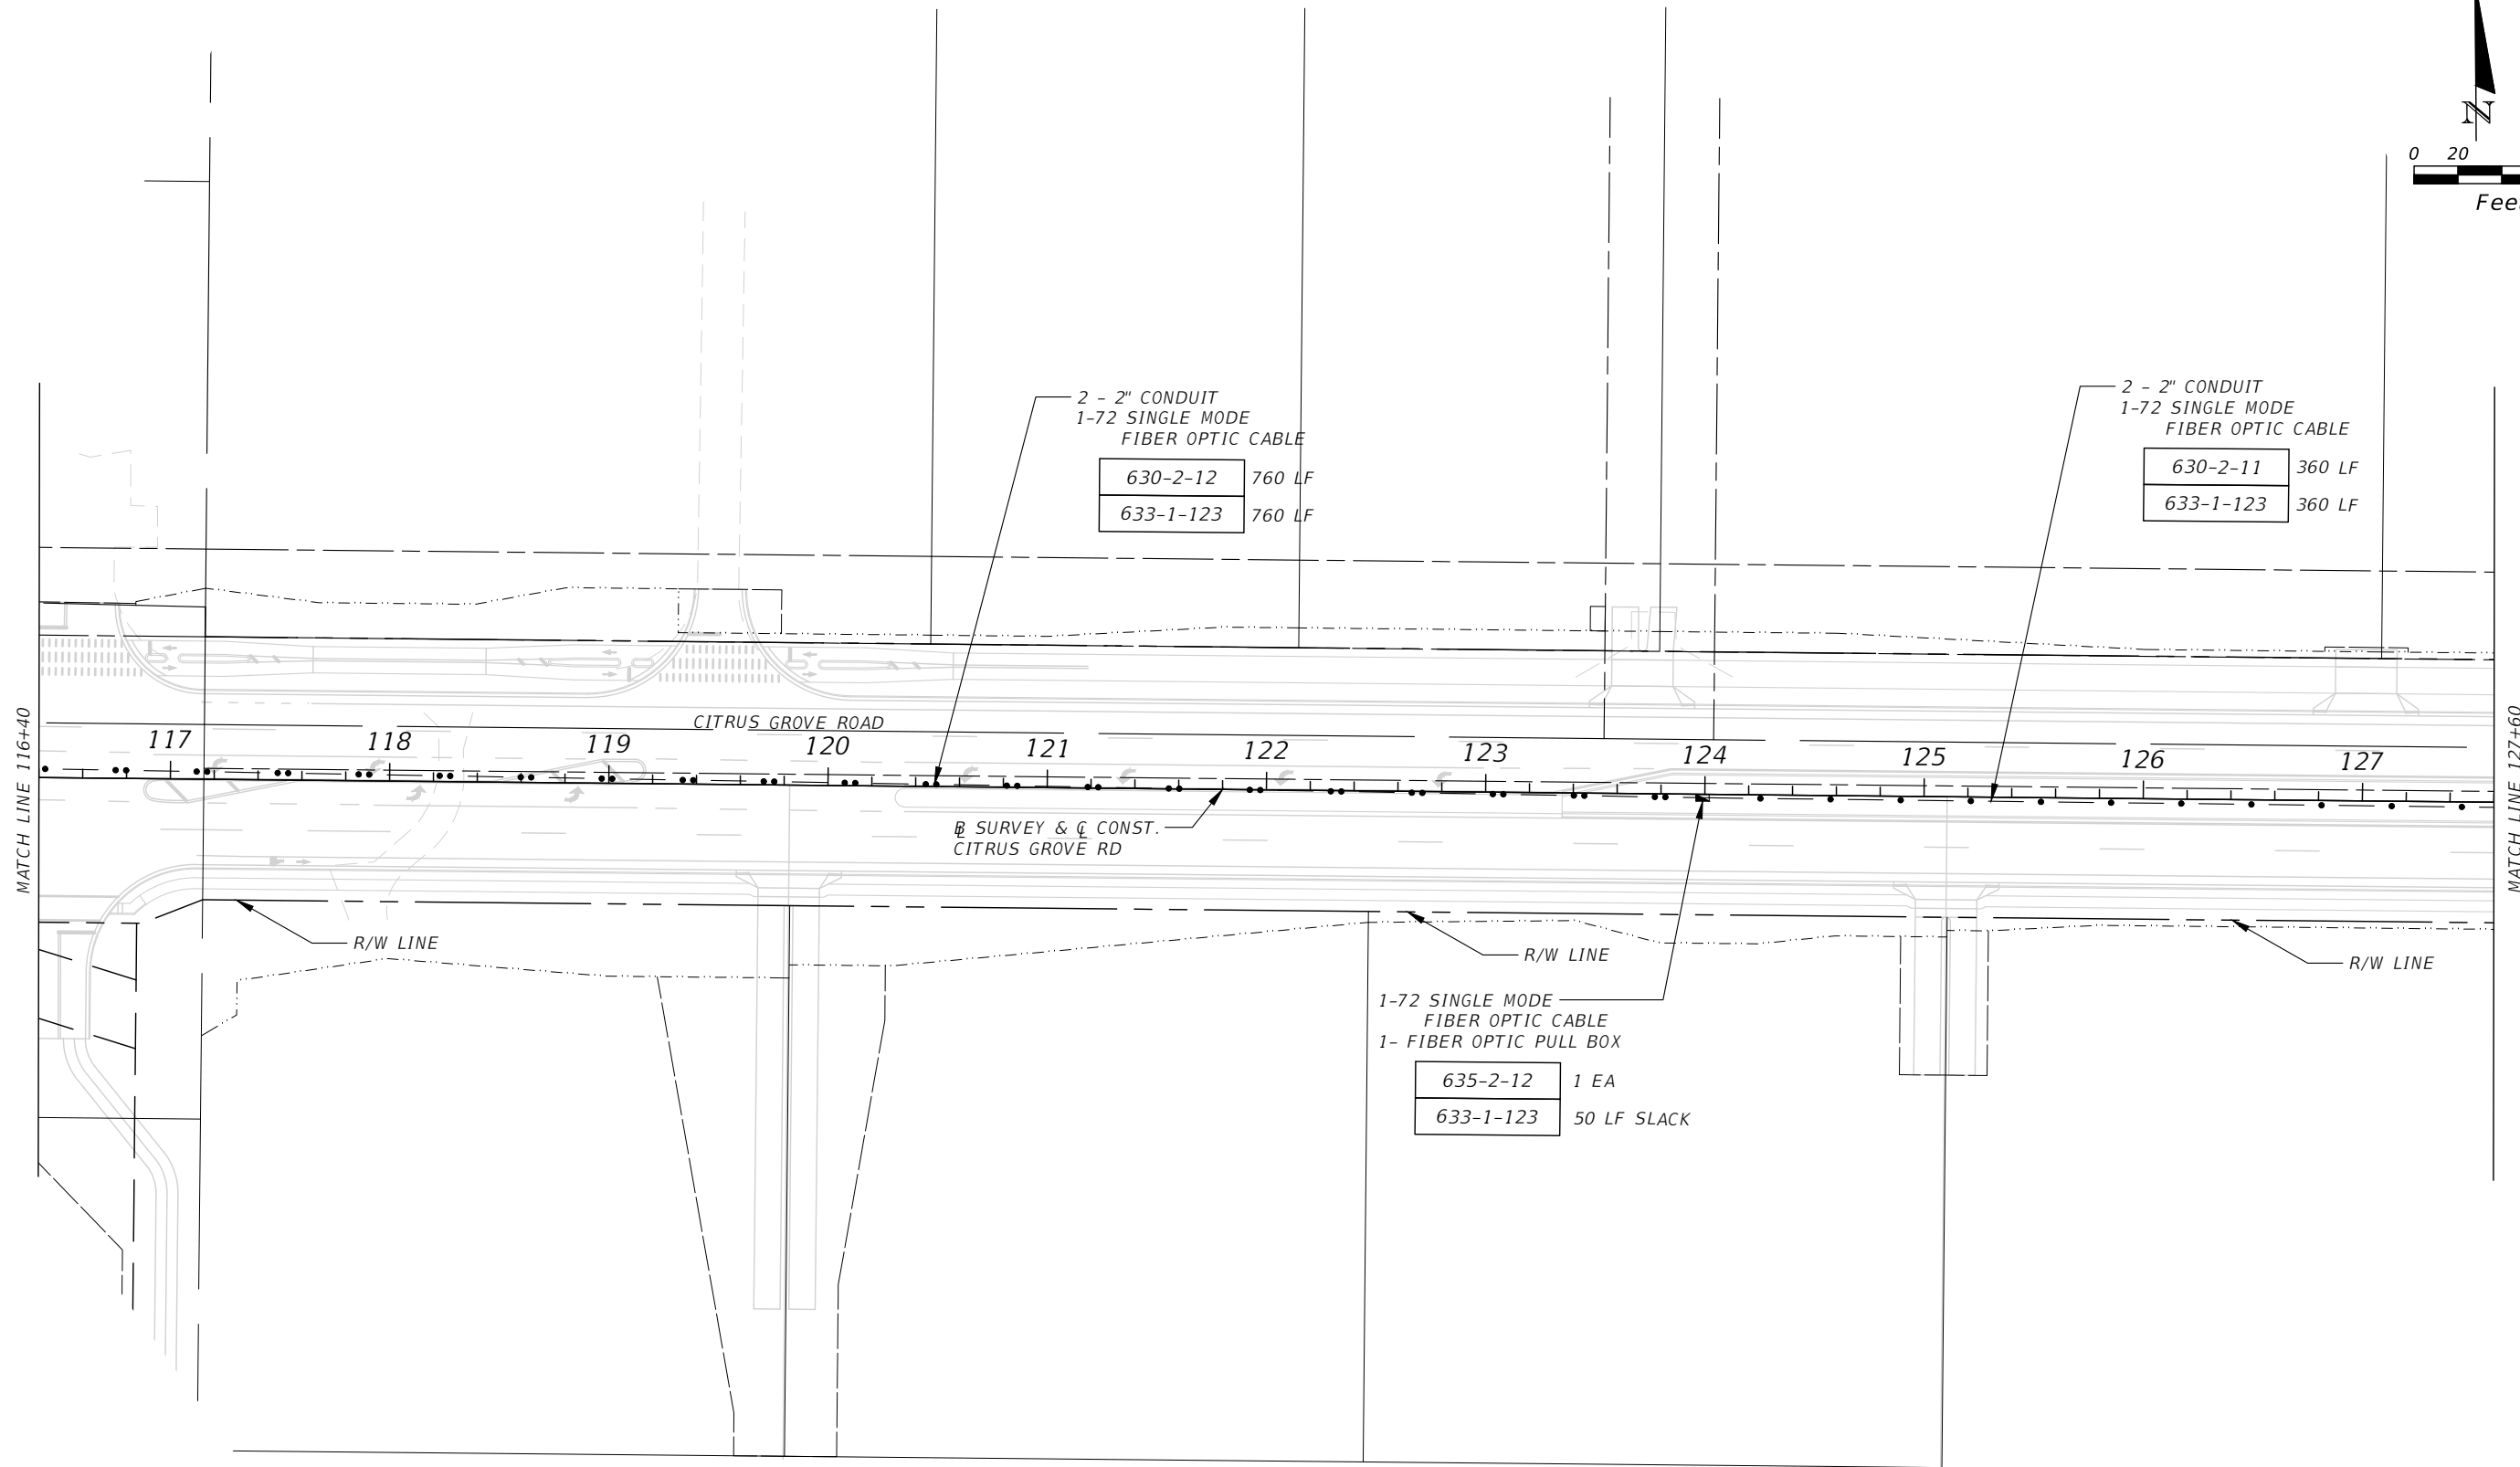 N
0 20
2 - 2" CONDUIT
1-72 SINGLE MODE
FIBER OPTIC CABLE
630-2-12 760 LF
633-1-123 760 LF
2 - 2" CONDUIT
1-72 SINGLE MODE
FIBER OPTIC CABLE
630-2-11 360 LF
633-1-123 360 LF
MATCH LINE 116+40
CITRUS GROVE ROAD
117 118 119 120 121 122 123 124 125 126 127
MATCH LINE 127+60
B SURVEY & C CONST.
CITRUS GROVE RD
R/W LINE
R/W LINE
R/W LINE
1-72 SINGLE MODE
FIBER OPTIC CABLE
1- FIBER OPTIC PULL BOX
635-2-12 1 EA
633-1-123 50 LF SLACK